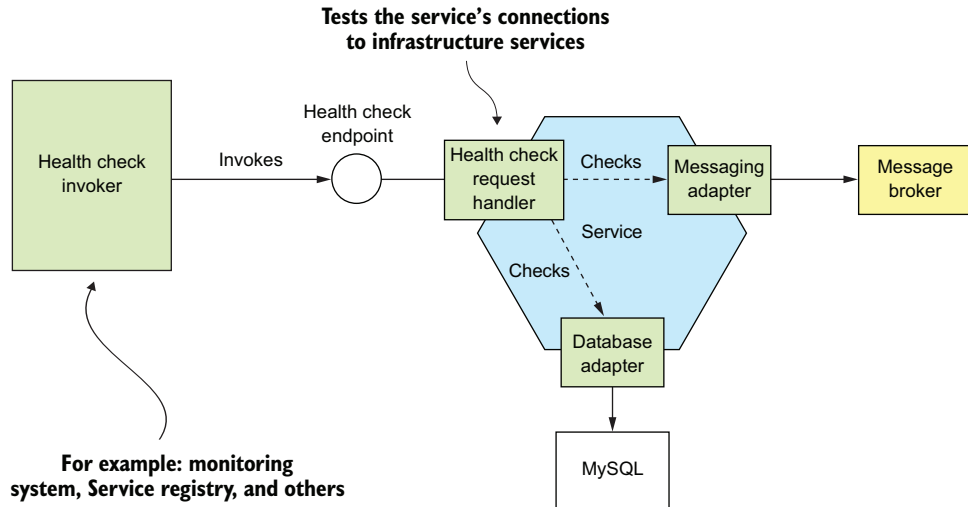 Tests the service’s connections
to infrastructure services
Health check
endpoint
Health check
invoker
Invokes
Health check
request
handler
Checks
Messaging
adapter
Message
broker
Service
Checks
Database
adapter
MySQL
For example: monitoring
system, Service registry, and others